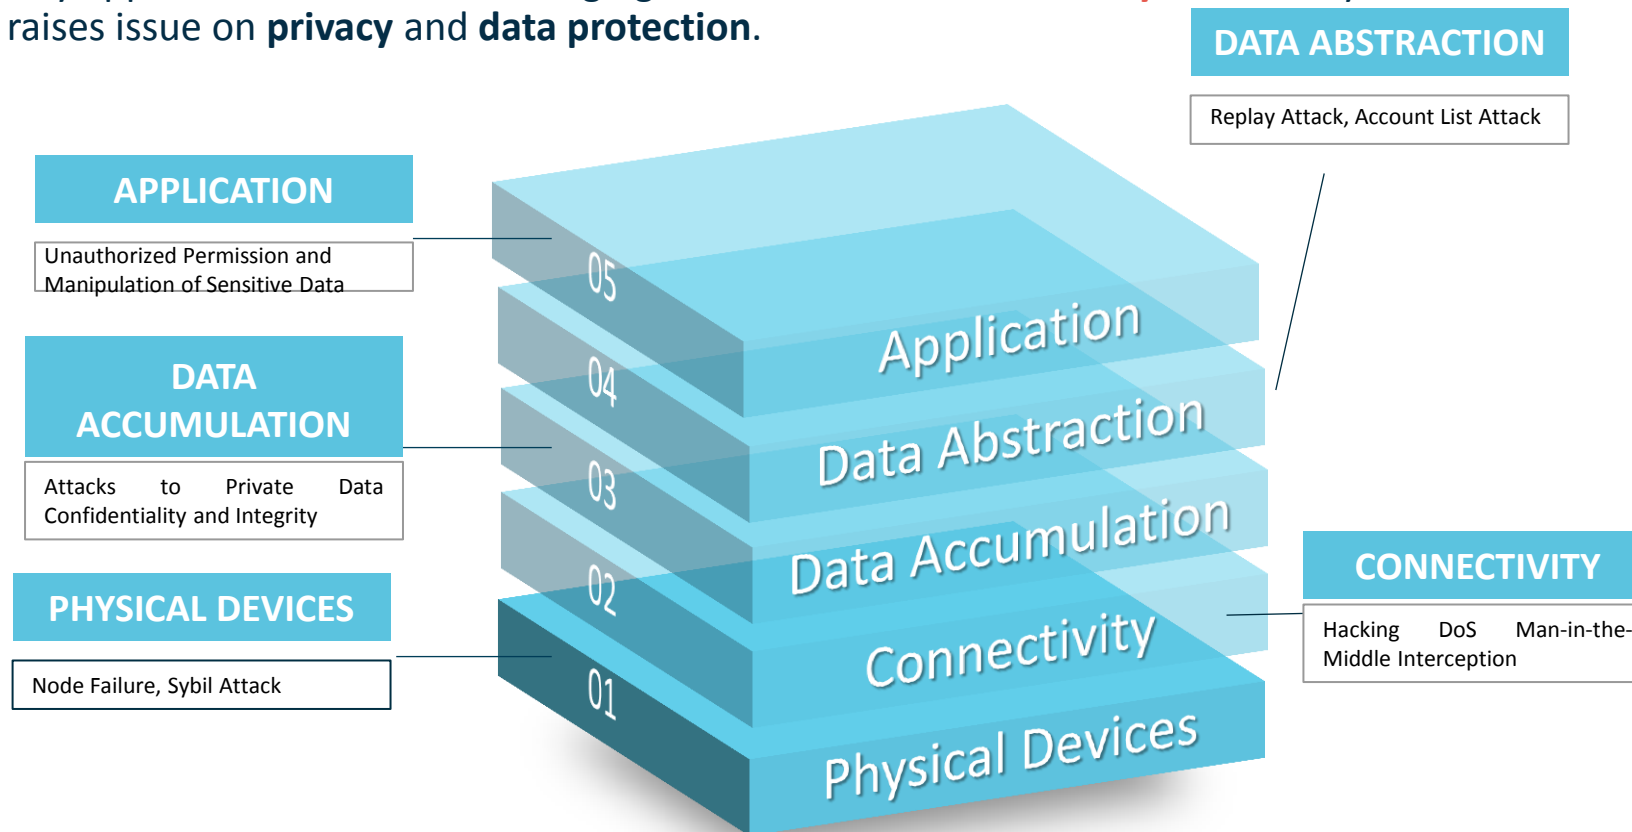 raises issue on privacy and data protection.
DATA ABSTRACTION
Replay Attack, Account List Attack
APPLICATION
Unauthorized Permission and
Manipulation of Sensitive Data
DATA
ACCUMULATION
Attacks to Private Data
Confidentiality and Integrity
PHYSICAL DEVICES
Node Failure, Sybil Attack
CONNECTIVITY
Hacking DoS Man-in-the-
Middle Interception
05
Application
04
Data Abstraction
03
Data Accumulation
02
Connectivity
01
Physical Devices